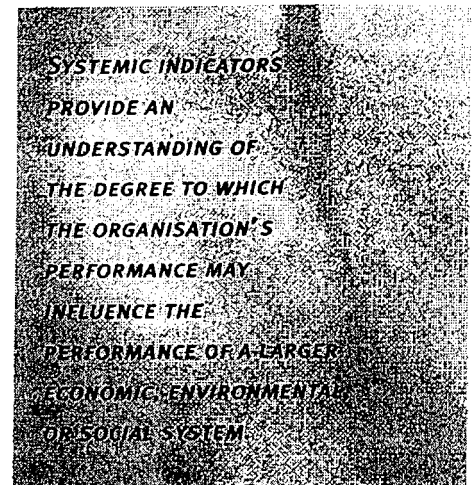 SYSTEMIC INDICATORS
PROVIDE AN
UNDERSTANDING OF
THE DEGREE TO WHICH
THE ORGANISATION'S
PERFORMANCE MAY
INFLUENCE THE
PERFORMANCE OF A LARGER
ECONOMIC, ENVIRONMENTAL
OR SOCIAL SYSTEM